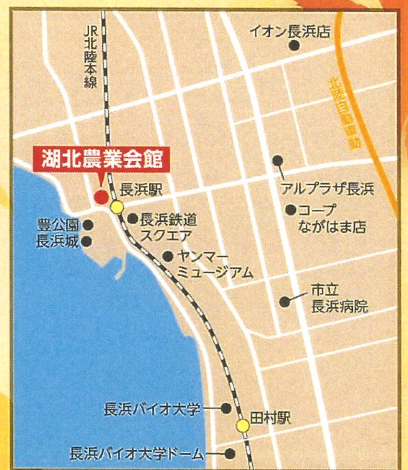 イオン長浜店
JR北陸本線
北陸自動車動
湖北農業会館
長浜駅
アルプラザ長浜
コープ
ながはま店
豊公園
長浜城
長浜鉄道
スクエア
ヤンマー
ミュージアム
市立
長浜病院
長浜バイオ大学
田村駅
長浜バイオ大学ドーム